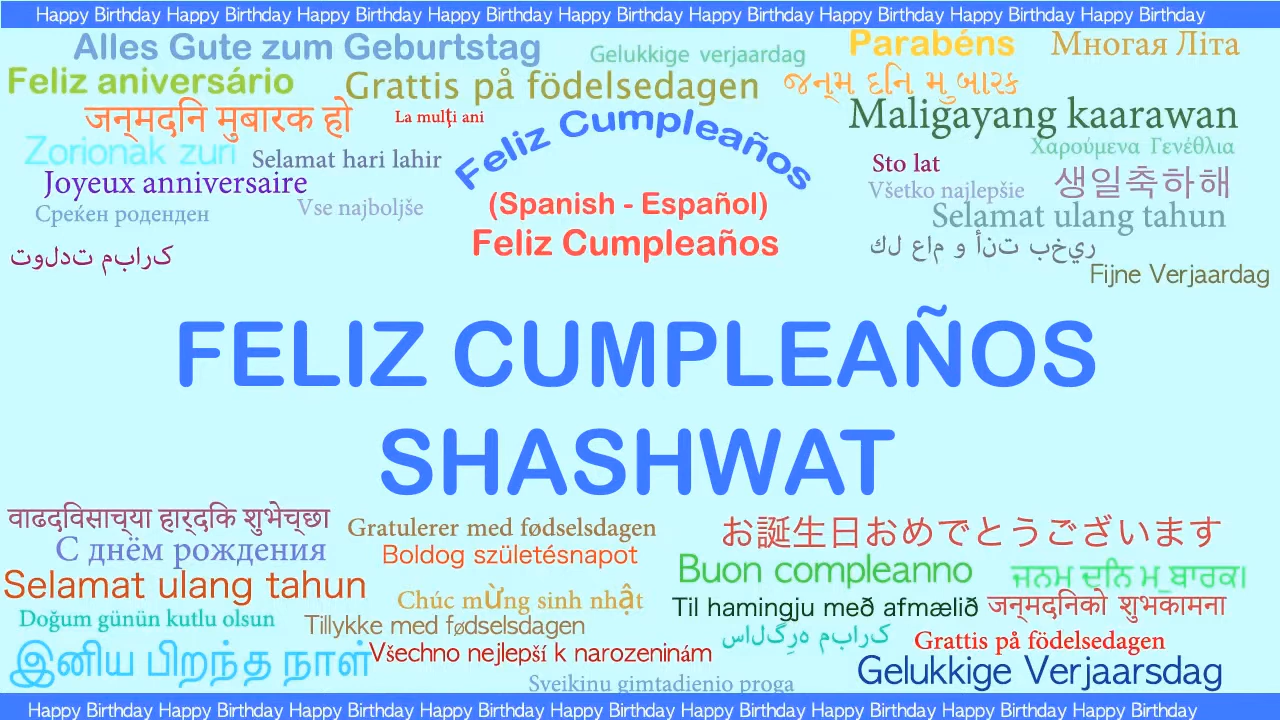 Happy Birthday Happy Birthday Happy Birthday Happy Birthday Happy Birthday Happy Birthday Happy Birthday Happy Birthday Happy Birthday
Alles Gute zum Geburtstag
Gelukkige verjaardag
Parabéns
Многая Літа
Feliz aniversário
Grattis på födelsedagen
જન્મ દિન મુબારક
जन्मदिन मुबारक हो
La mulţi ani
Feliz Cumpleaños
Maligayang kaarawan
Zorionak zuri
Selamat hari lahir
Sto lat
Χαρούμενα Γενέθλια
Joyeux anniversaire
(Spanish - Español)
Všetko najlepšie
생일축하해
Среќен роденден
Vse najboljše
Feliz Cumpleaños
Selamat ulang tahun
تولدت مبارک
كل عام و أنت بخير
Fijne Verjaardag
FELIZ CUMPLEAÑOS
SHASHWAT
वाढदिवसाच्या हार्दिक शुभेच्छा
Gratulerer med fødselsdagen
お誕生日おめでとうございます
С днём рождения
Boldog születésnapot
Buon compleanno
ਜਨਮ ਦਿਨ ਮੁਬਾਰਕ।
Selamat ulang tahun
Chúc mừng sinh nhật
Til hamingju með afmælið
जन्मदिनको शुभकामना
Doğum günün kutlu olsun
Tillykke med fødselsdagen
سالگرہ مبارک
Grattis på födelsedagen
இனிய பிறந்த நாள்
Všechno nejlepší k narozeninám
Gelukkige Verjaarsdag
Sveikinu gimtadienio proga
Happy Birthday Happy Birthday Happy Birthday Happy Birthday Happy Birthday Happy Birthday Happy Birthday Happy Birthday Happy Birthday